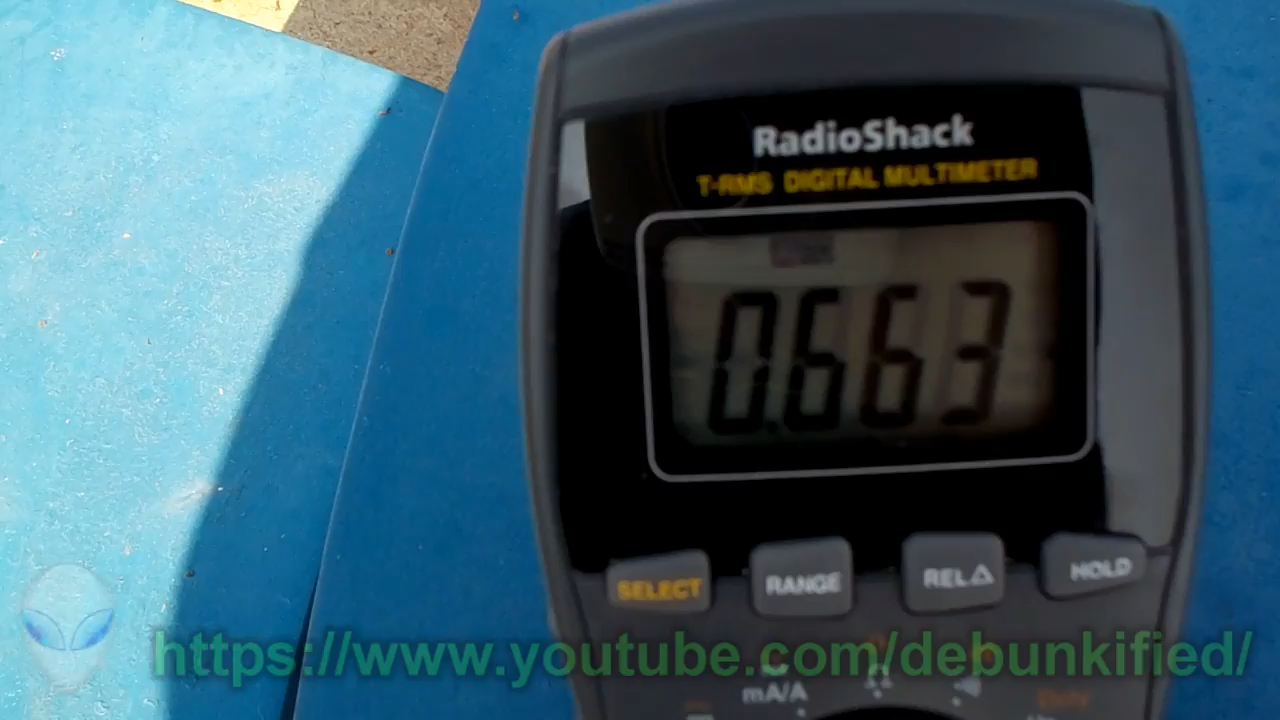 RadioShack
T-RMS DIGITAL MULTIMETER
0.663
SELECT RANGE REL△ HOLD
https://www.youtube.com/debunkified/
mA/A